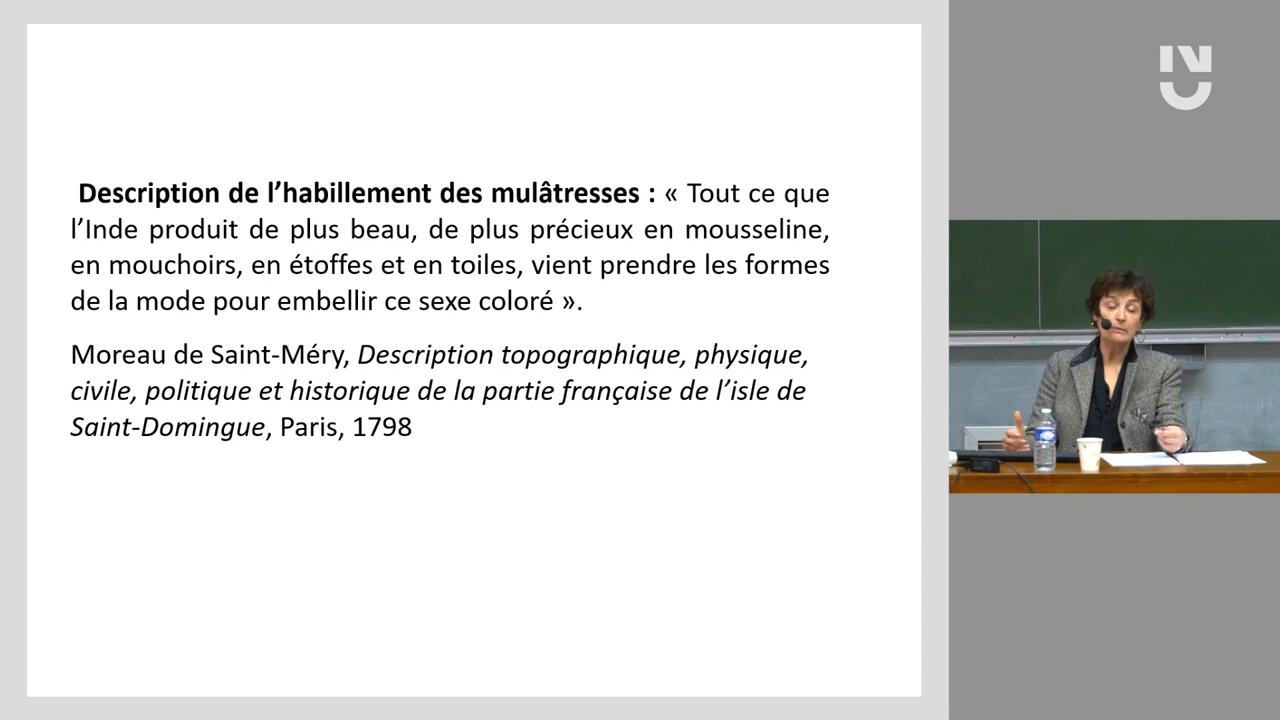 Description de l’habillement des mulâtresses : « Tout ce que
l’Inde produit de plus beau, de plus précieux en mousseline,
en mouchoirs, en étoffes et en toiles, vient prendre les formes
de la mode pour embellir ce sexe coloré ».
Moreau de Saint-Méry, Description topographique, physique,
civile, politique et historique de la partie française de l’isle de
Saint-Domingue, Paris, 1798